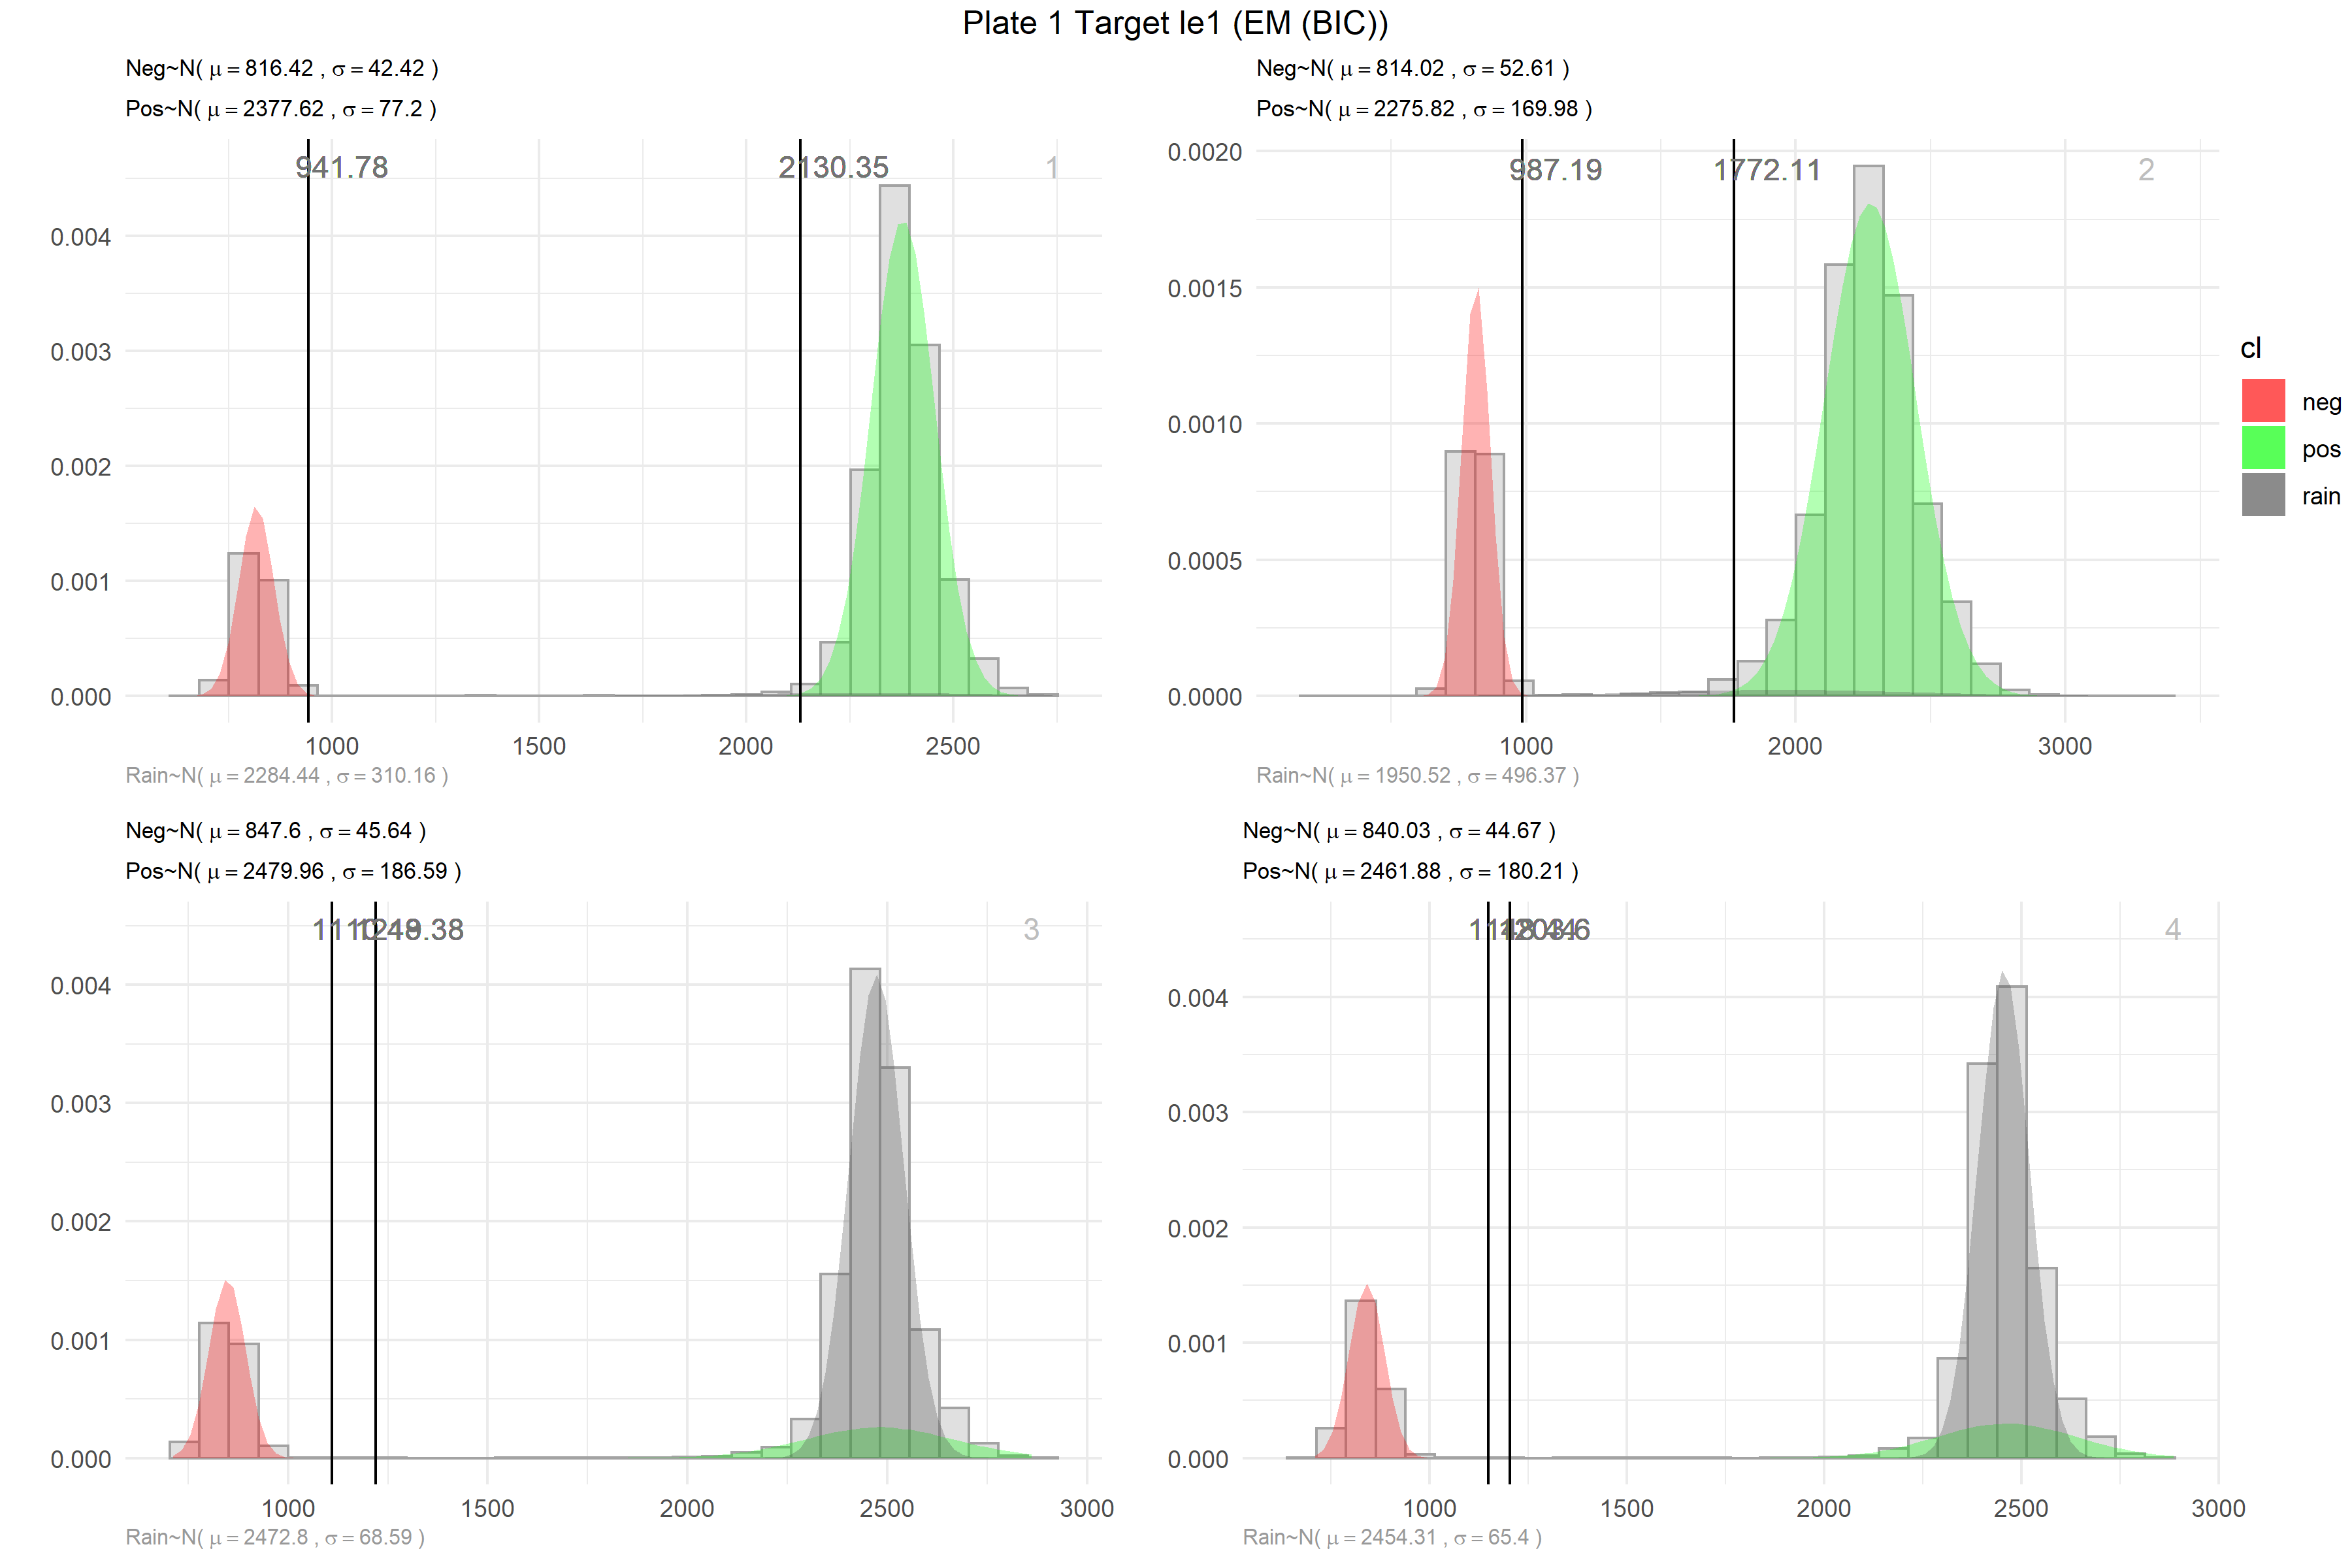 Plate 1 Target le1 (EM (BIC))
Neg~N( μ = 816.42 , σ = 42.42 )
Pos~N( μ = 2377.62 , σ = 77.2 )
941.78 2130.35 1
0.004
0.003
0.002
0.001
0.000
1000 1500 2000 2500
Rain~N( μ = 2284.44 , σ = 310.16 )
Neg~N( μ = 814.02 , σ = 52.61 )
Pos~N( μ = 2275.82 , σ = 169.98 )
987.19 1772.11 2
0.0020
0.0015
0.0010
0.0005
0.0000
1000 2000 3000
Rain~N( μ = 1950.52 , σ = 496.37 )
cl
neg
pos
rain
Neg~N( μ = 847.6 , σ = 45.64 )
Pos~N( μ = 2479.96 , σ = 186.59 )
3
0.004
0.003
0.002
0.001
0.000
1000 1500 2000 2500 3000
Rain~N( μ = 2472.8 , σ = 68.59 )
Neg~N( μ = 840.03 , σ = 44.67 )
Pos~N( μ = 2461.88 , σ = 180.21 )
4
0.004
0.003
0.002
0.001
0.000
1000 1500 2000 2500 3000
Rain~N( μ = 2454.31 , σ = 65.4 )